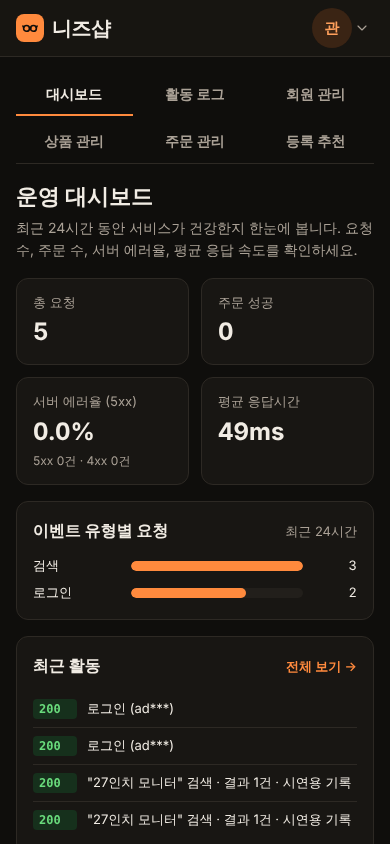 니즈샵
관
대시보드 활동 로그 회원 관리
상품 관리 주문 관리 등록 추천
운영 대시보드
최근 24시간 동안 서비스가 건강한지 한눈에 봅니다. 요청
수, 주문 수, 서버 에러율, 평균 응답 속도를 확인하세요.
총 요청
5
주문 성공
0
서버 에러율 (5xx)
0.0%
5xx 0건 · 4xx 0건
평균 응답시간
49ms
이벤트 유형별 요청 최근 24시간
검색 3
로그인 2
최근 활동 전체 보기 →
200 로그인 (ad***)
200 로그인 (ad***)
200 "27인치 모니터" 검색 · 결과 1건 · 시연용 기록
200 "27인치 모니터" 검색 · 결과 1건 · 시연용 기록